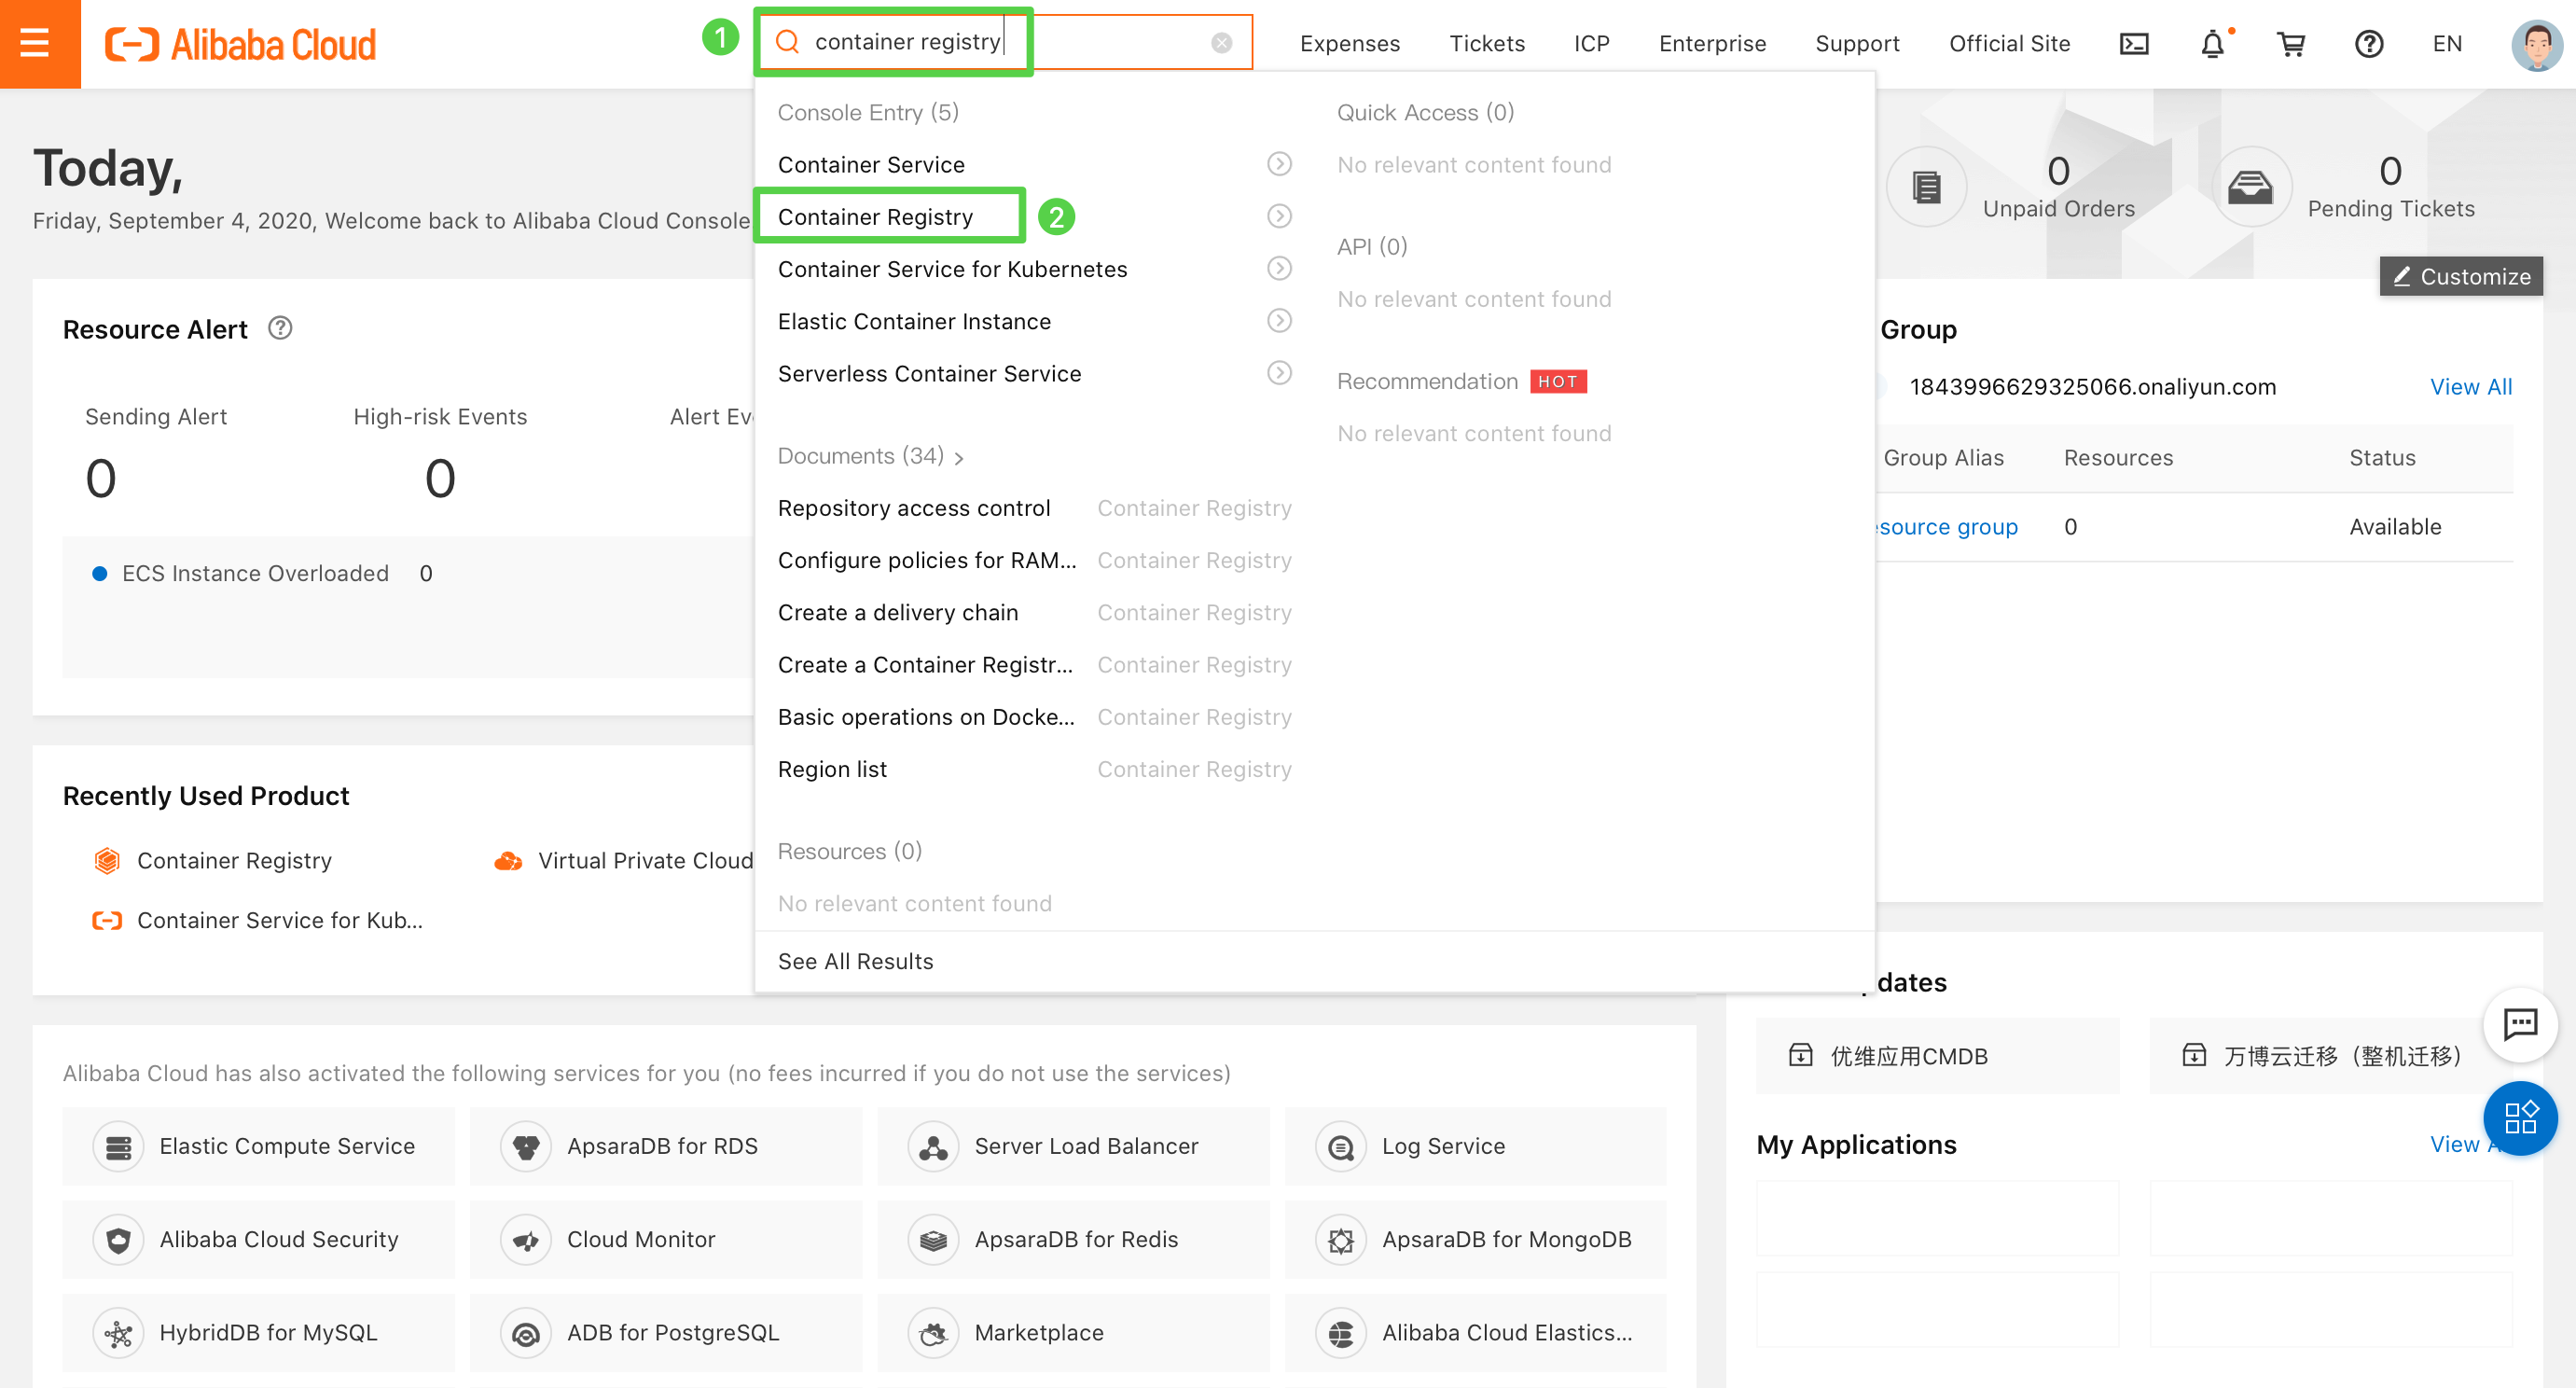 Alibaba Cloud
1
container registry
Expenses
Tickets
ICP
Enterprise
Support
Official Site
EN
Today,
Friday, September 4, 2020, Welcome back to Alibaba Cloud Console
0
Unpaid Orders
0
Pending Tickets
Customize
Console Entry (5)
Container Service
Container Registry
2
Container Service for Kubernetes
Elastic Container Instance
Serverless Container Service
Documents (34)
Repository access control Container Registry
Configure policies for RAM... Container Registry
Create a delivery chain Container Registry
Create a Container Registr... Container Registry
Basic operations on Docke... Container Registry
Region list Container Registry
Resources (0)
No relevant content found
See All Results
Quick Access (0)
No relevant content found
API (0)
No relevant content found
Recommendation HOT
No relevant content found
Resource Alert
Sending Alert
High-risk Events
Alert Ev
0
0
ECS Instance Overloaded 0
Group
1843996629325066.onaliyun.com
View All
Group Alias Resources Status
source group 0 Available
Recently Used Product
Container Registry
Virtual Private Cloud
Container Service for Kub...
Alibaba Cloud has also activated the following services for you (no fees incurred if you do not use the services)
Elastic Compute Service
ApsaraDB for RDS
Server Load Balancer
Log Service
Alibaba Cloud Security
Cloud Monitor
ApsaraDB for Redis
ApsaraDB for MongoDB
HybridDB for MySQL
ADB for PostgreSQL
Marketplace
Alibaba Cloud Elastics...
dates
优维应用CMDB
万博云迁移（整机迁移）
My Applications
View